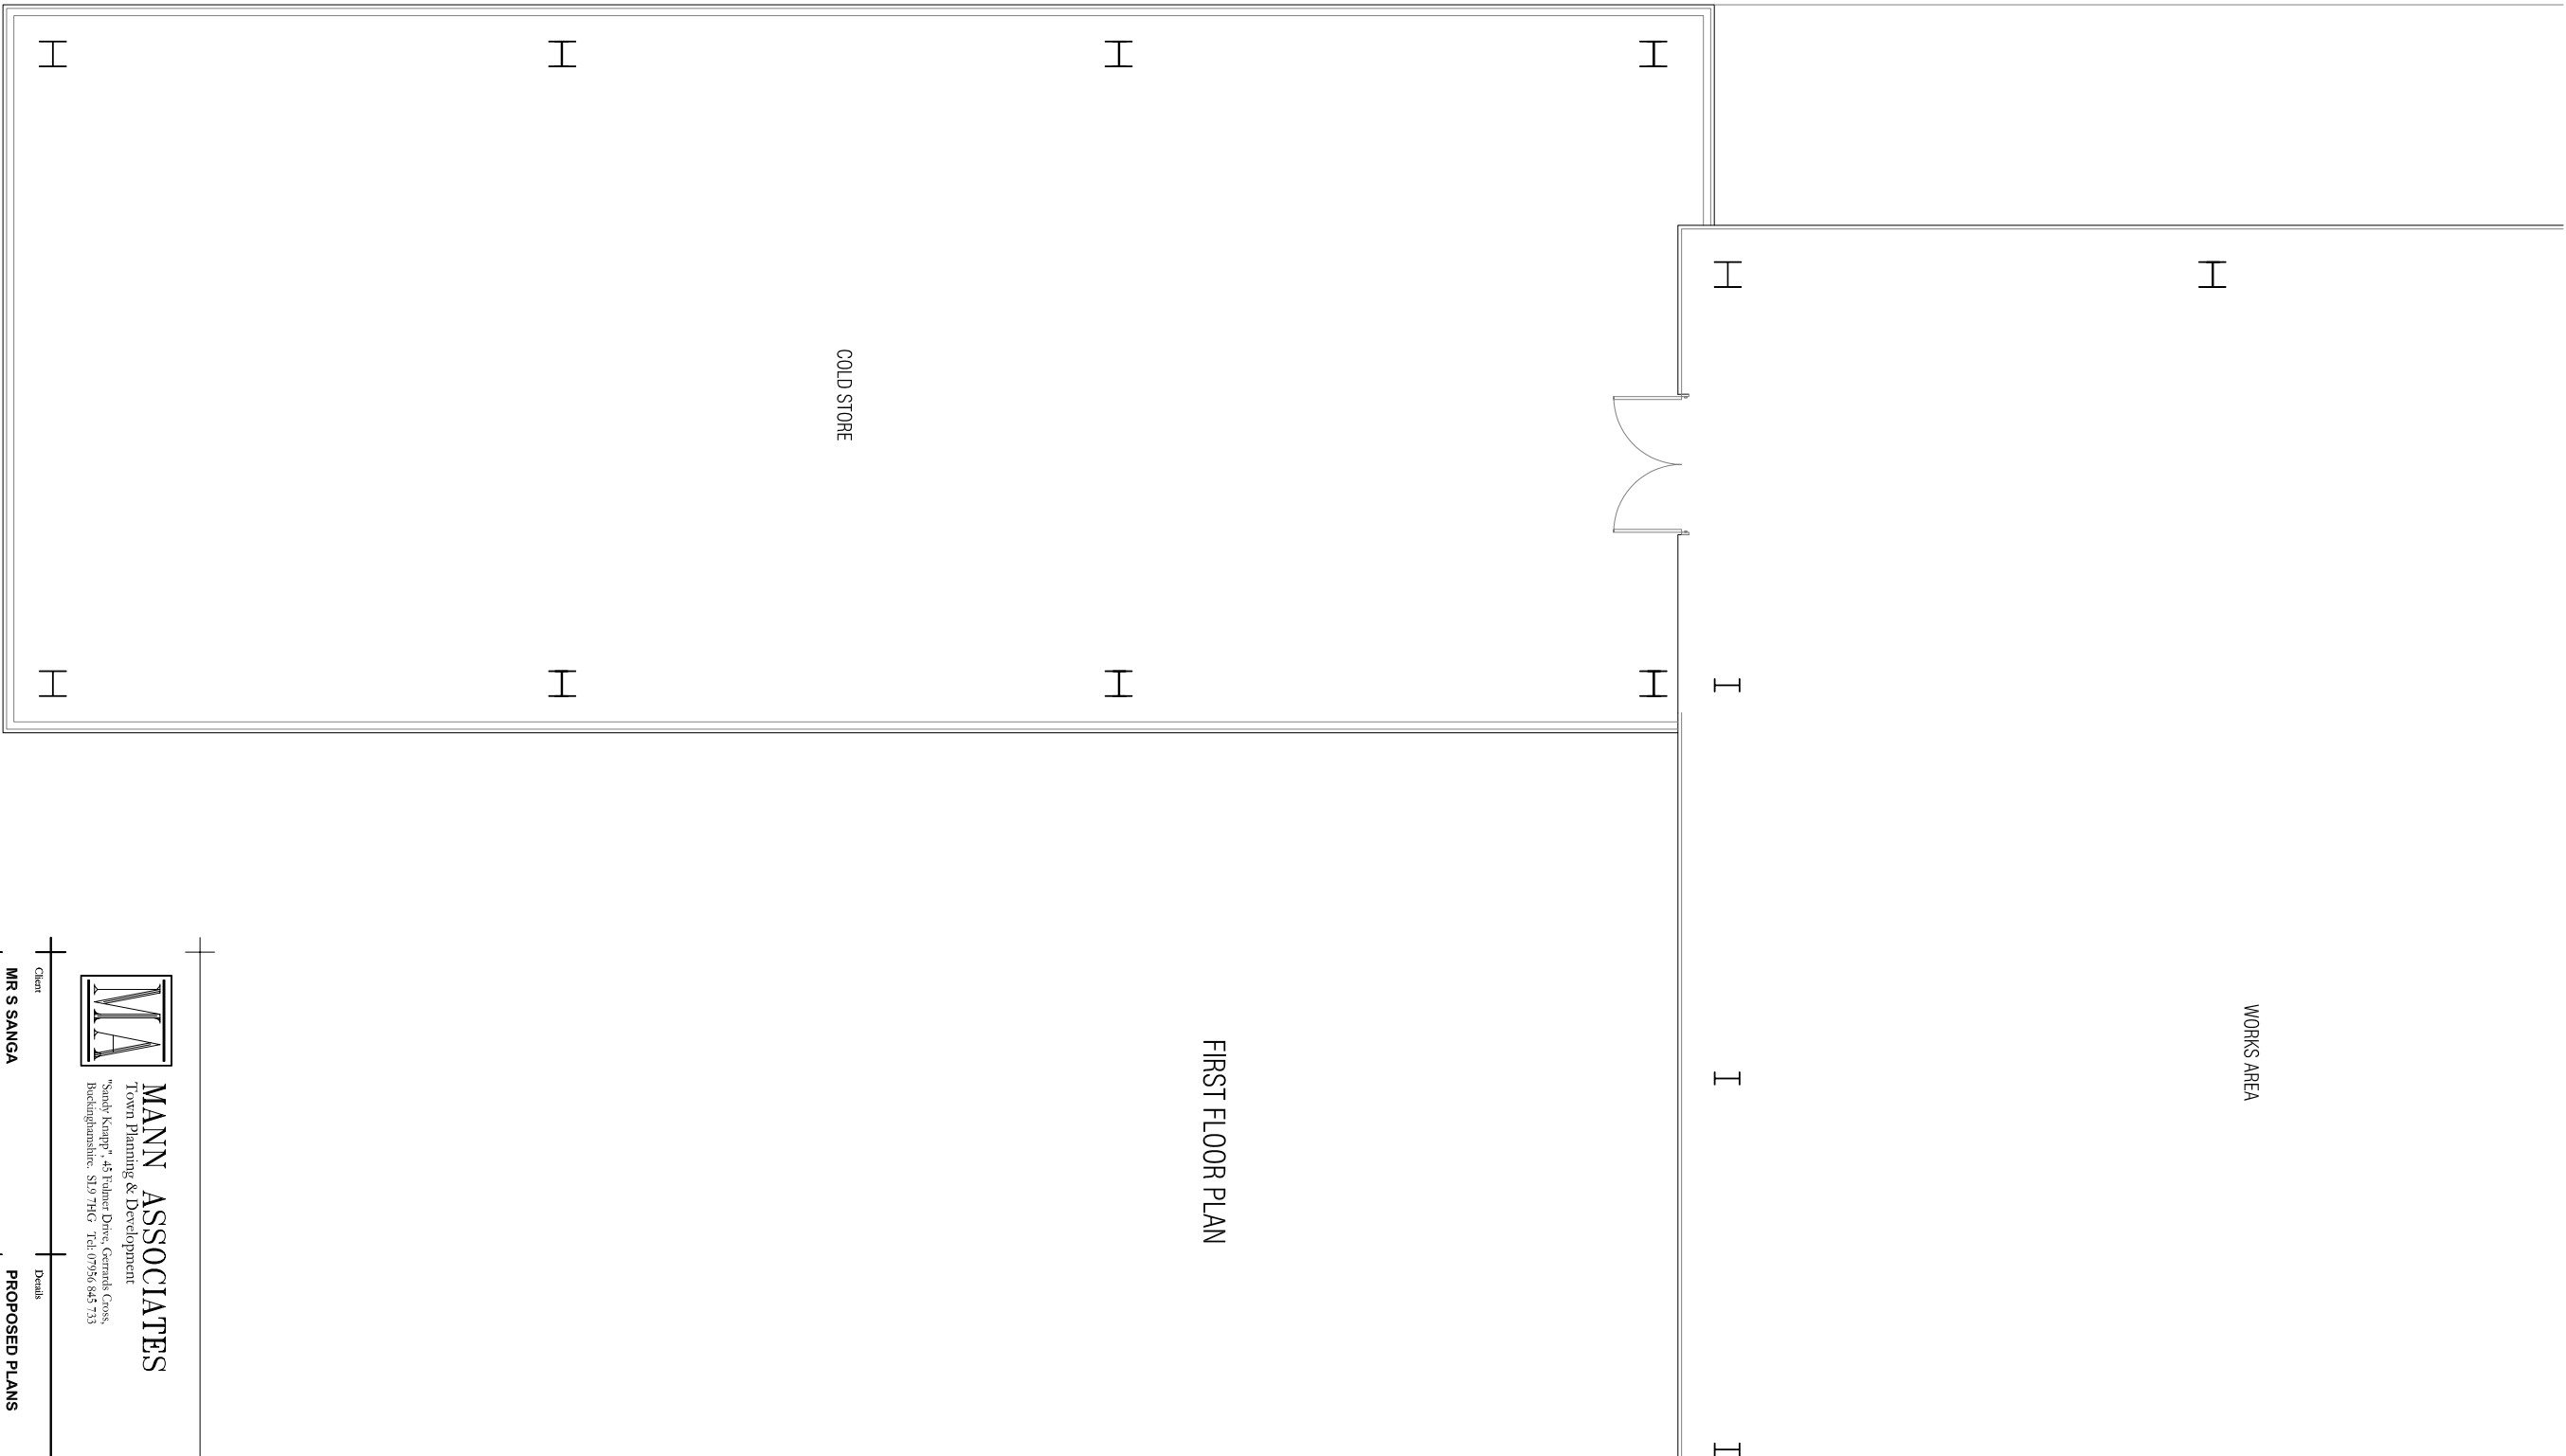 COLD STORE
WORKS AREA
FIRST FLOOR PLAN
MA
MANN ASSOCIATES
Town Planning & Development
"Sandy Knapp", 45 Fulmer Drive, Gerrards Cross,
Buckinghamshire. SL9 7HG Tel: 07956 845 733
Client
MR S SANGA
Details
PROPOSED PLANS